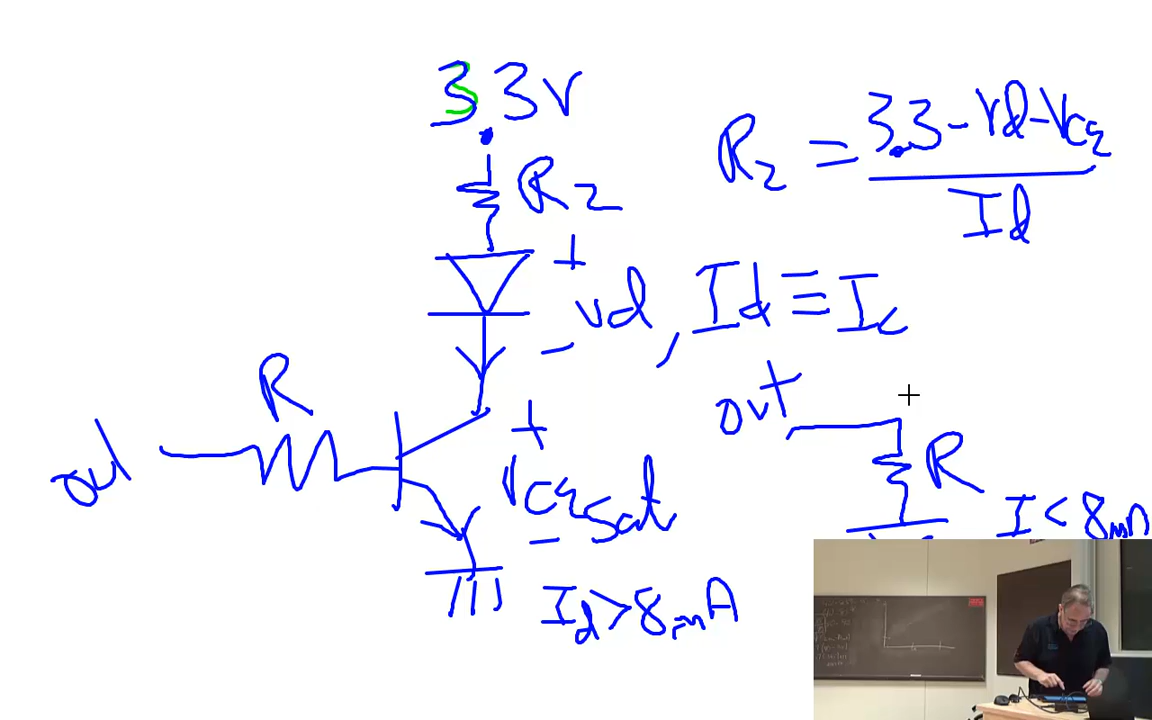 3.3V
R2 = 3.3 - Vd - VCE / Id
R2
+
- Vd, Id ≡ IC
R
out
out
+
R
VCE sat
-
I < 8mA
Id > 8mA